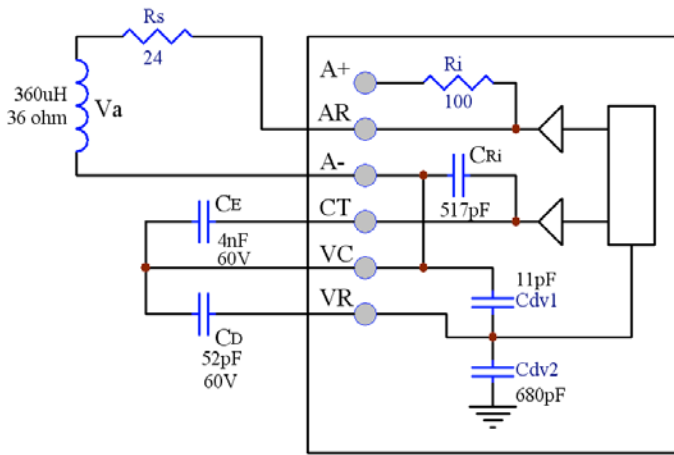 Rs
24
360uH
36 ohm
Va
A+
Ri
100
AR
A-
CRi
517pF
CE
4nF
60V
CT
VC
VR
11pF
Cdv1
CD
52pF
60V
Cdv2
680pF